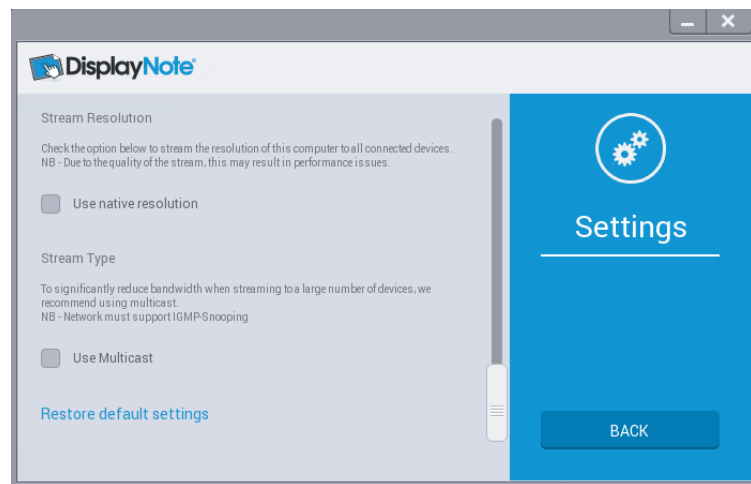 DisplayNote
Stream Resolution
Check the option below to stream the resolution of this computer to all connected devices.
NB - Due to the quality of the stream, this may result in performance issues.
Use native resolution
Stream Type
To significantly reduce bandwidth when streaming to a large number of devices, we
recommend using multicast.
NB - Network must support IGMP-Snooping
Use Multicast
Restore default settings
Settings
BACK